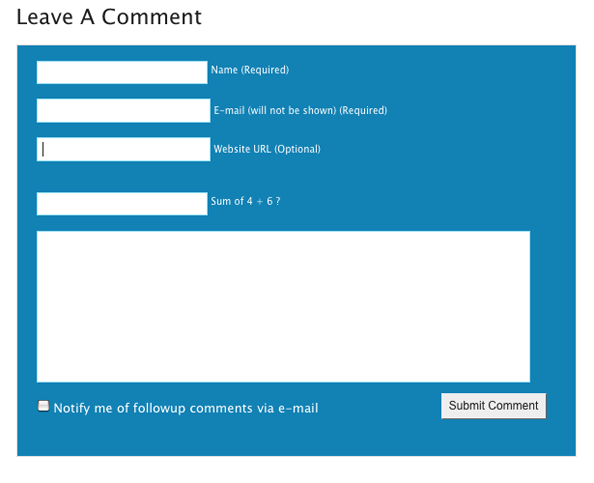 Leave A Comment
Name (Required)
E-mail (will not be shown) (Required)
Website URL (Optional)
Sum of 4 + 6 ?
Notify me of followup comments via e-mail
Submit Comment